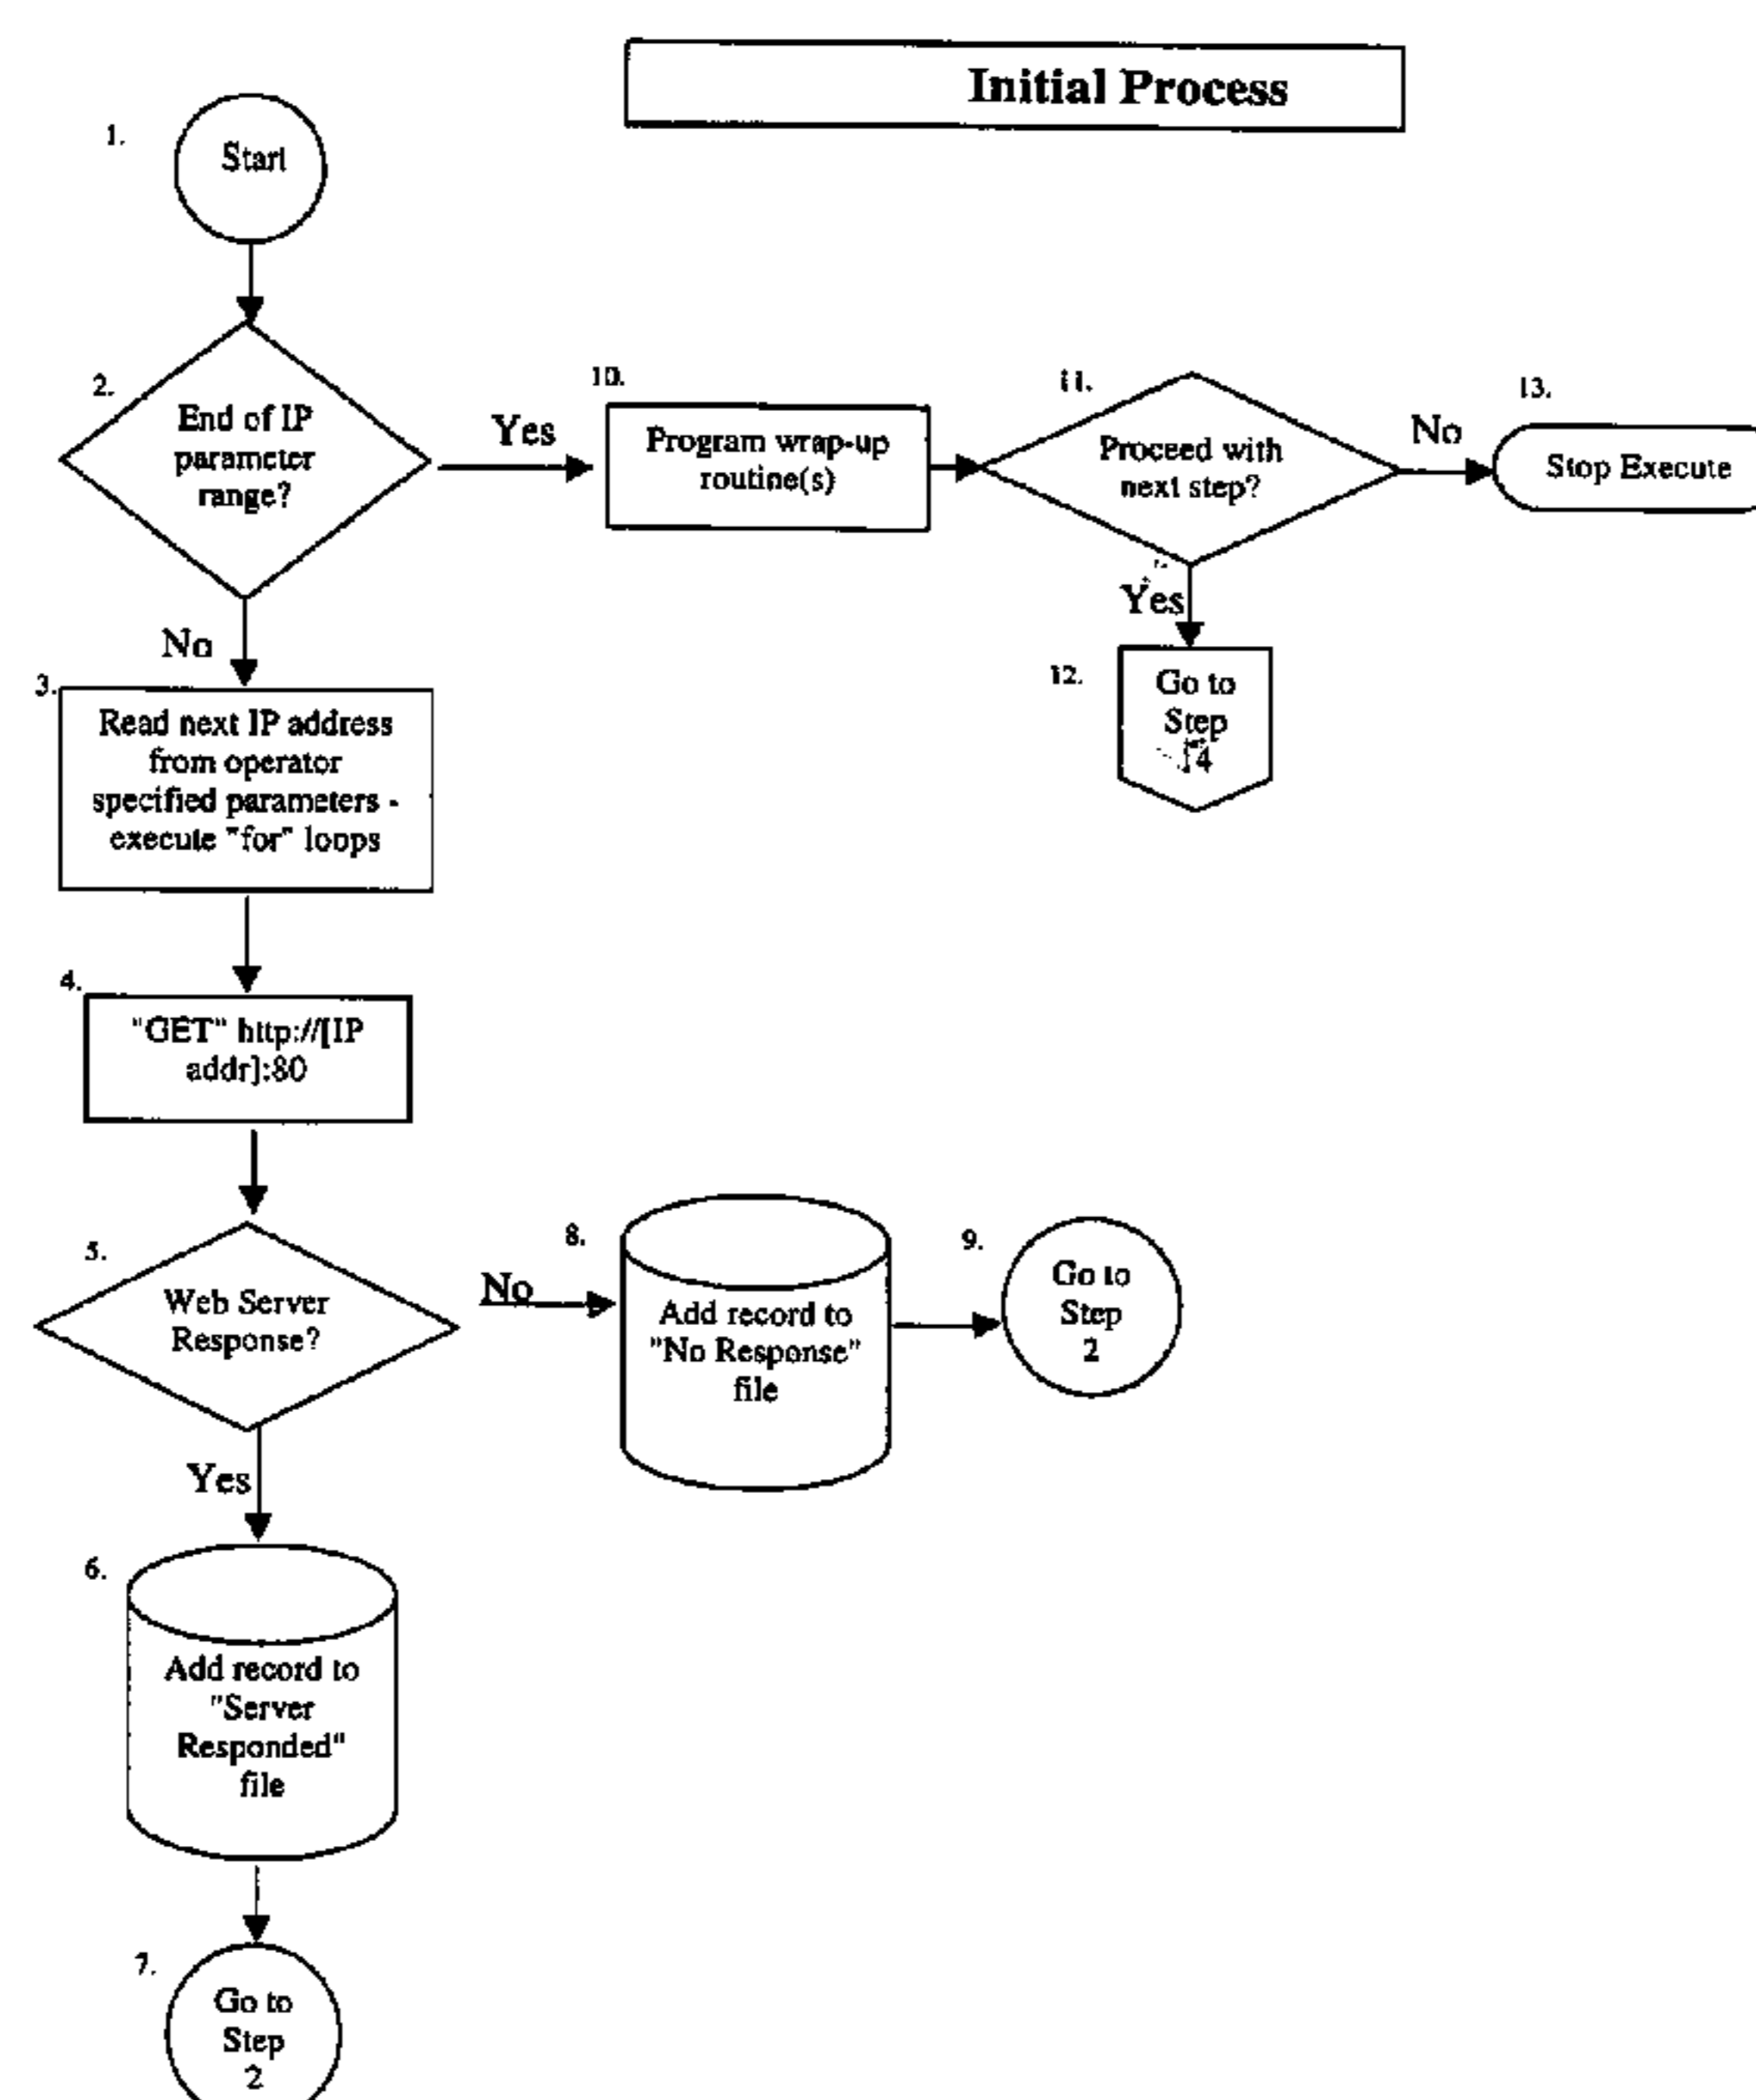 Initial Process
1.
Start
2.
End of IP
parameter
range?
Yes
10.
Program wrap-up
routine(s)
11.
Proceed with
next step?
No
13.
Stop Execute
Yes
12.
Go to
Step
14
No
3.
Read next IP address
from operator
specified parameters -
execute "for" loops
4.
"GET" http://[IP
addr]:80
5.
Web Server
Response?
No
8.
Add record to
"No Response"
file
9.
Go to
Step
2
Yes
6.
Add record to
"Server
Responded"
file
7.
Go to
Step
2